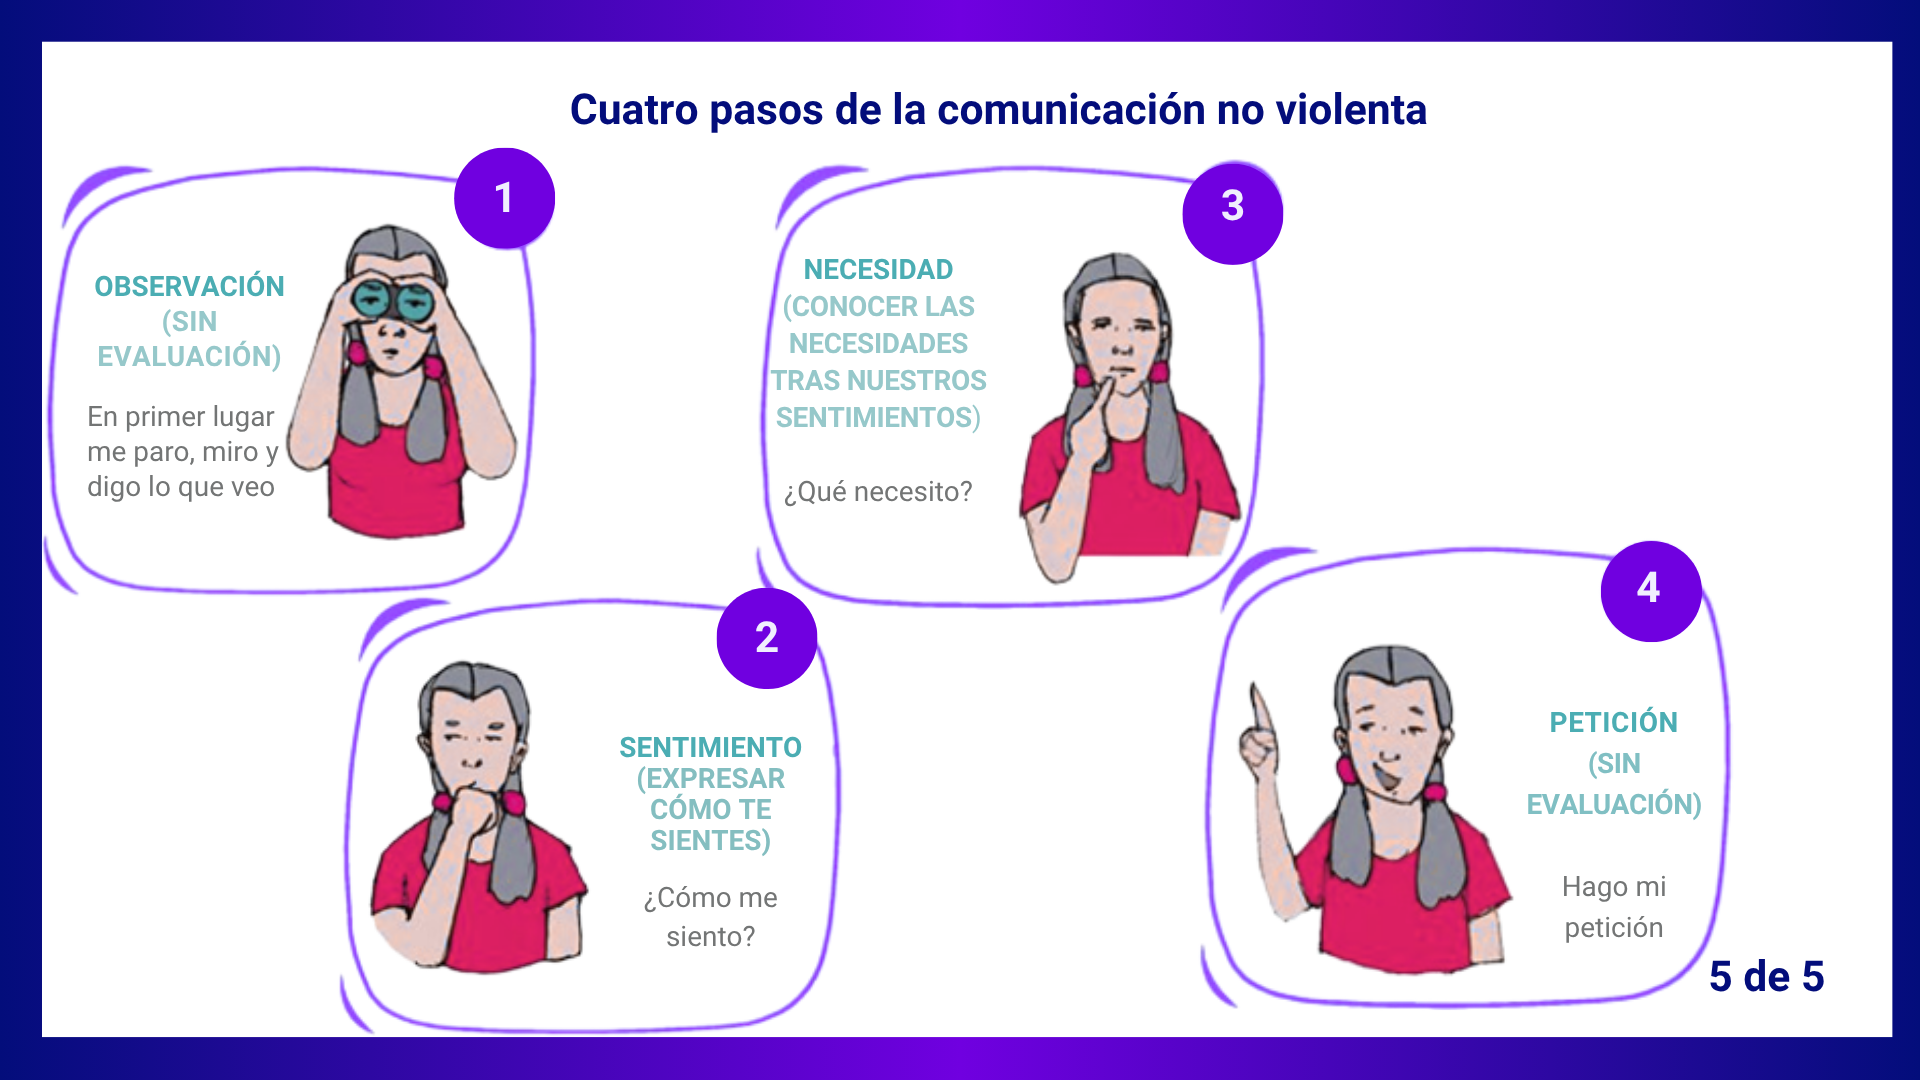 Cuatro pasos de la comunicación no violenta
1
OBSERVACIÓN
(SIN
EVALUACIÓN)
En primer lugar
me paro, miro y
digo lo que veo
2
SENTIMIENTO
(EXPRESAR
CÓMO TE
SIENTES)
¿Cómo me
siento?
3
NECESIDAD
(CONOCER LAS
NECESIDADES
TRAS NUESTROS
SENTIMIENTOS)
¿Qué necesito?
4
PETICIÓN
(SIN
EVALUACIÓN)
Hago mi
petición
5 de 5